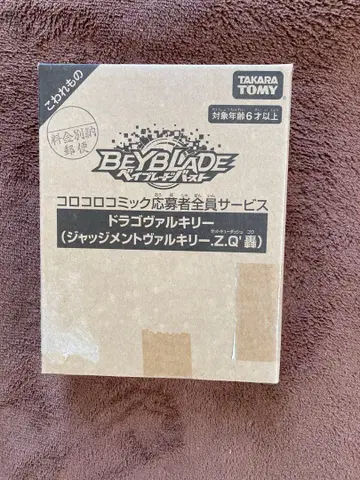 こわれもの
TAKARA
TOMY
対象年齢6才以上
料金別納
郵便
BEYBLADE
ベイブレードバースト
コロコロコミック応募者全員サービス
ドラゴヴァルキリー
(ジャッジメントヴァルキリー.Z.Q'轟)